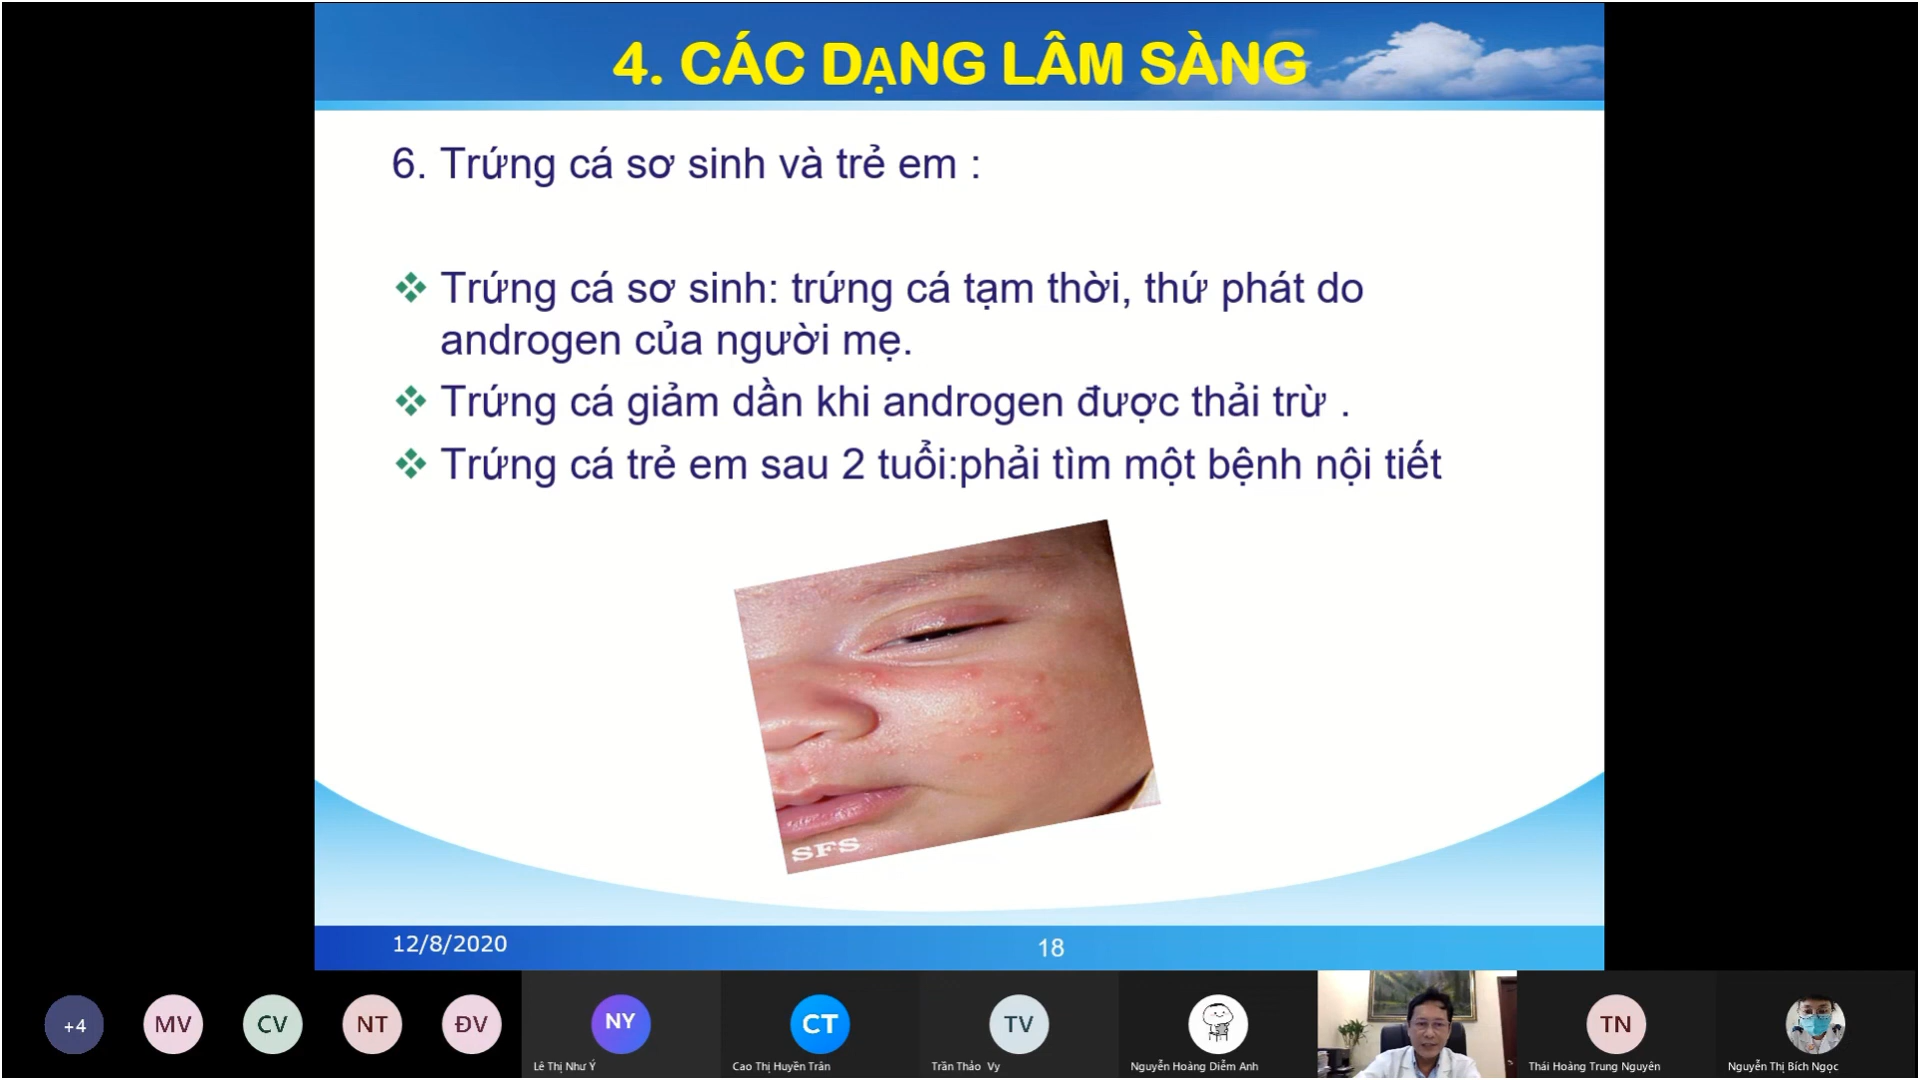 4. CÁC DẠNG LÂM SÀNG
6. Trứng cá sơ sinh và trẻ em :
Trứng cá sơ sinh: trứng cá tạm thời, thứ phát do
androgen của người mẹ.
Trứng cá giảm dần khi androgen được thải trừ .
Trứng cá trẻ em sau 2 tuổi:phải tìm một bệnh nội tiết
SFS
12/8/2020
18
+4
MV
CV
NT
ĐV
NY
CT
TV
TN
Lê Thị Như Ý
Cao Thị Huyền Trân
Trần Thảo Vy
Nguyễn Hoàng Diễm Anh
Thái Hoàng Trung Nguyên
Nguyễn Thị Bích Ngọc